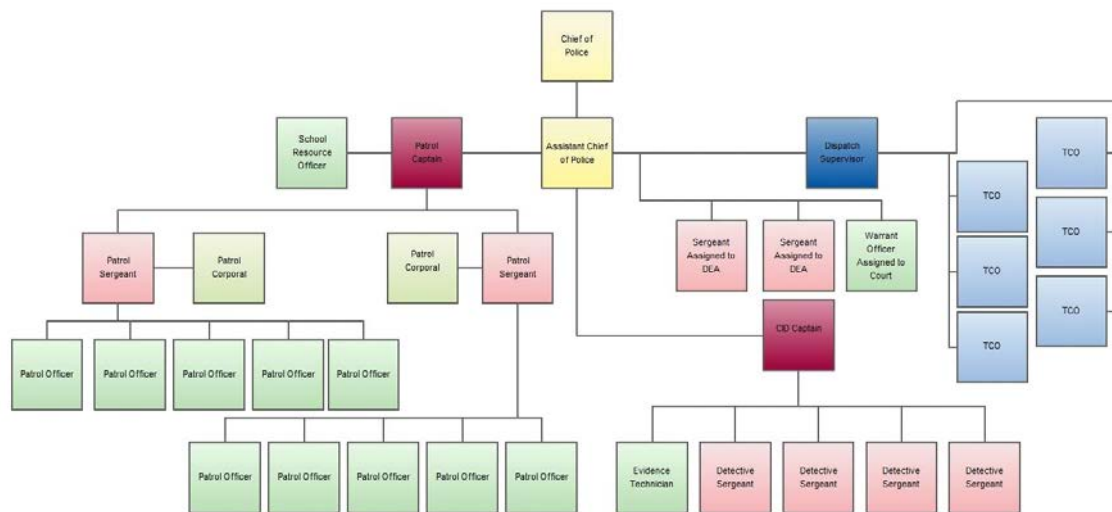 Chief of
Police
School
Resource
Officer
Patrol
Captain
Assistant Chief
of Police
Dispatch
Supervisor
TCO
TCO
TCO
TCO
TCO
TCO
Patrol
Sergeant
Patrol
Corporal
Patrol
Corporal
Patrol
Sergeant
Sergeant
Assigned to
DEA
Sergeant
Assigned to
DEA
Warrant
Officer
Assigned to
Court
CID Captain
Patrol Officer
Patrol Officer
Patrol Officer
Patrol Officer
Patrol Officer
Patrol Officer
Patrol Officer
Patrol Officer
Patrol Officer
Patrol Officer
Evidence
Technician
Detective
Sergeant
Detective
Sergeant
Detective
Sergeant
Detective
Sergeant